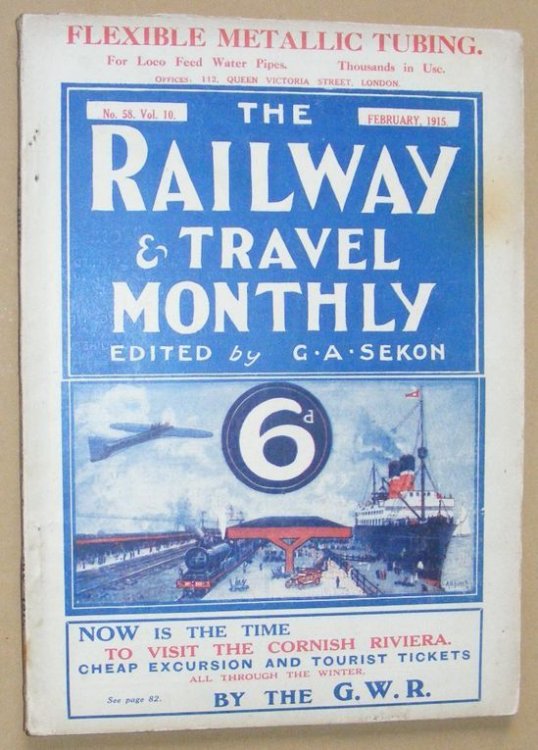 FLEXIBLE METALLIC TUBING.
For Loco Feed Water Pipes. Thousands in Use.
OFFICES: 112, QUEEN VICTORIA STREET, LONDON.
No. 58. Vol. 10.
FEBRUARY, 1915.
THE
RAILWAY
& TRAVEL
MONTHLY
EDITED by G·A·SEKON
6d
NOW IS THE TIME
TO VISIT THE CORNISH RIVIERA.
CHEAP EXCURSION AND TOURIST TICKETS
ALL THROUGH THE WINTER.
See page 82.
BY THE G.W.R.